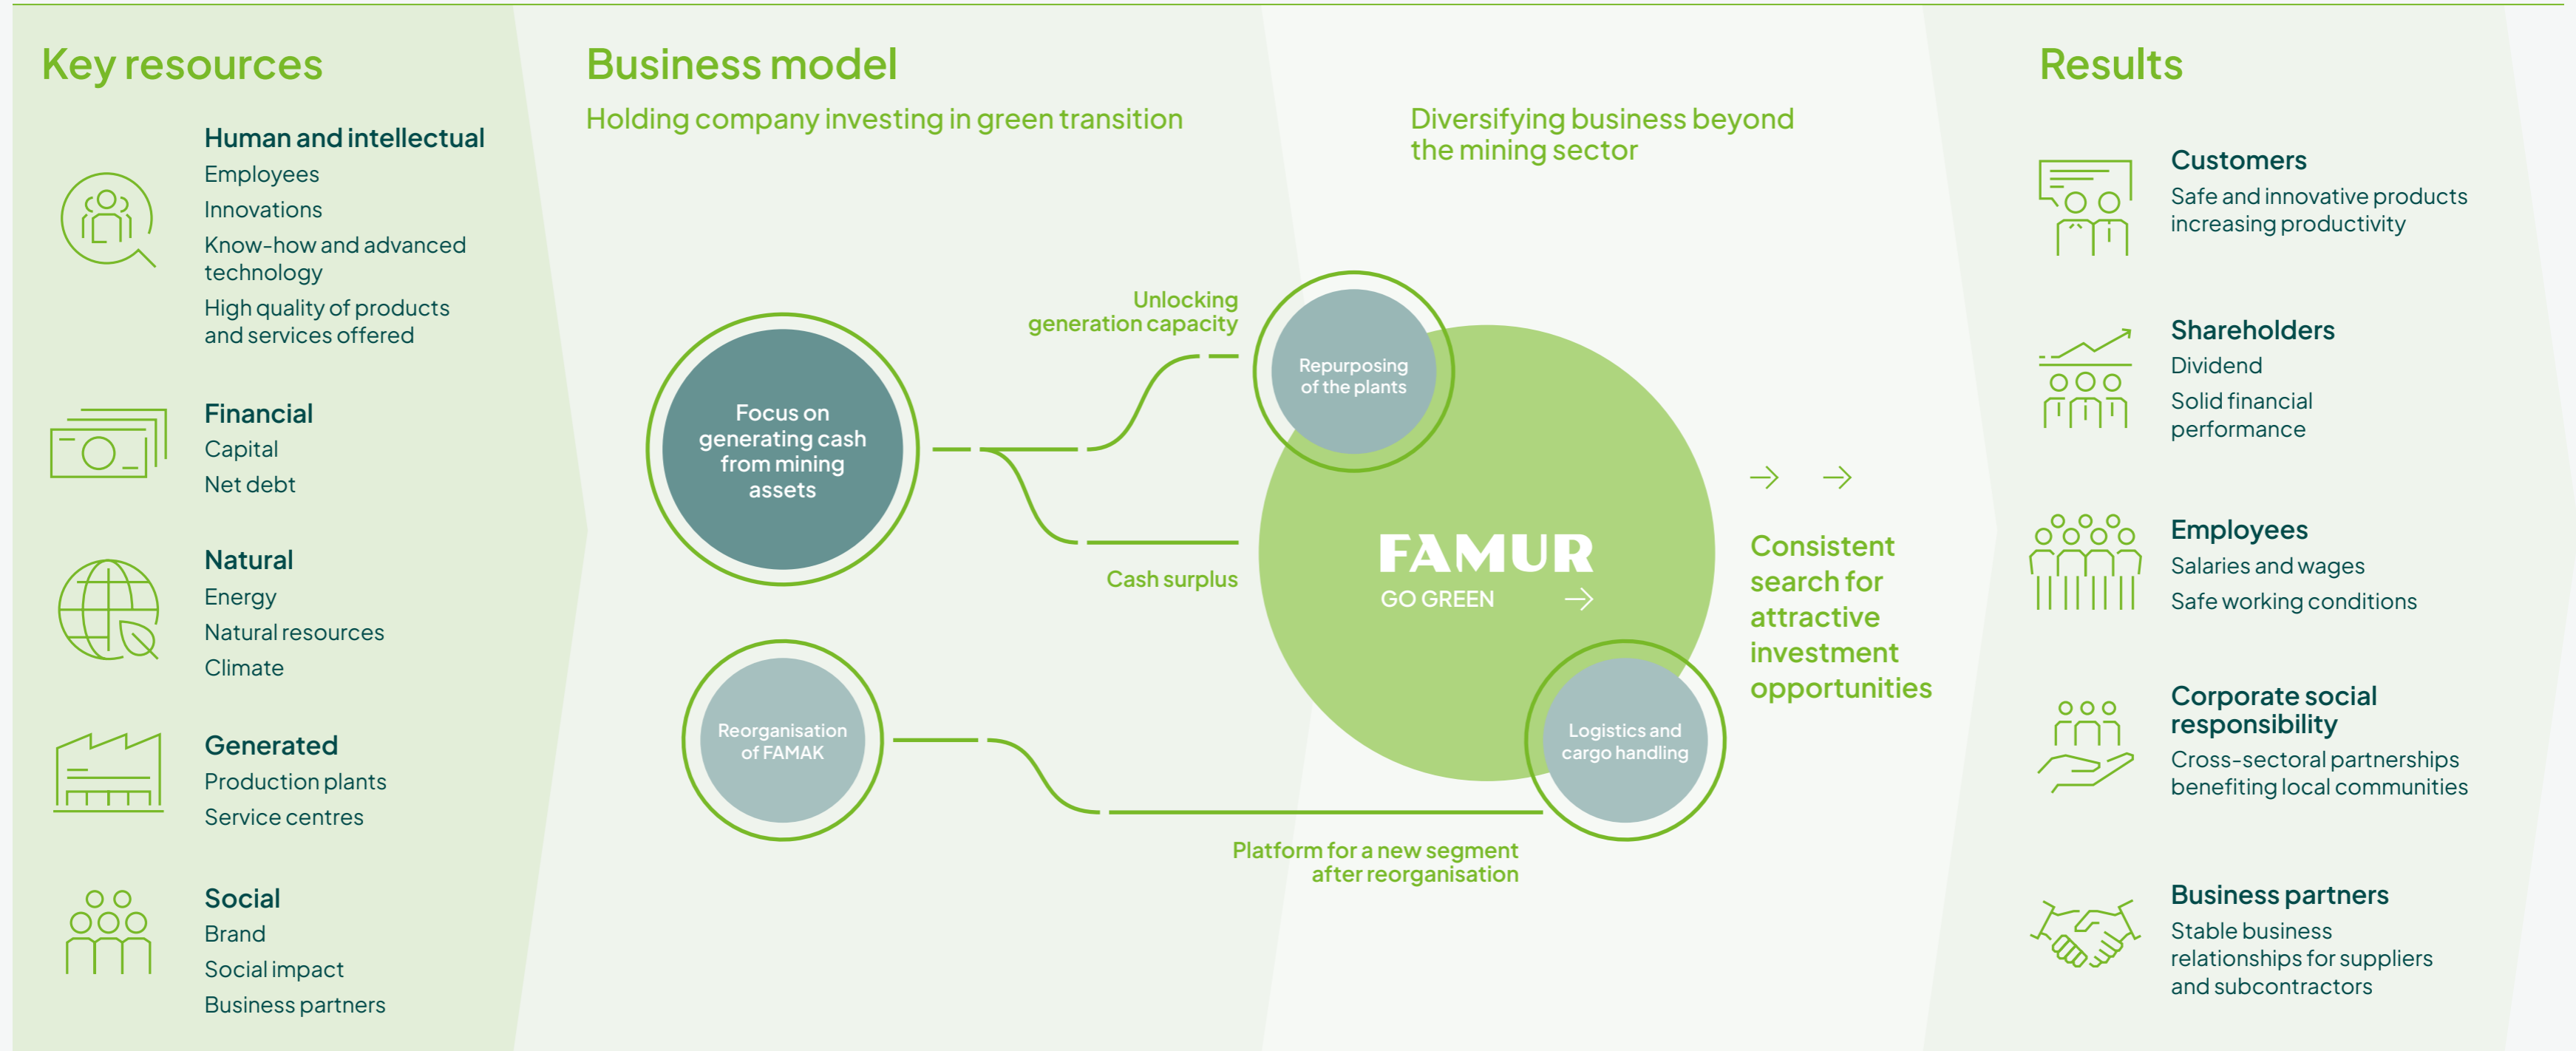 Key resources
Human and intellectual
Employees
Innovations
Know-how and advanced
technology
High quality of products
and services offered
Financial
Capital
Net debt
Natural
Energy
Natural resources
Climate
Generated
Production plants
Service centres
Social
Brand
Social impact
Business partners
Business model
Holding company investing in green transition
Diversifying business beyond
the mining sector
Focus on
generating cash
from mining
assets
Unlocking
generation capacity
Cash surplus
Repurposing
of the plants
FAMUR
GO GREEN
Reorganisation
of FAMAK
Logistics and
cargo handling
Platform for a new segment
after reorganisation
Consistent
search for
attractive
investment
opportunities
Results
Customers
Safe and innovative products
increasing productivity
Shareholders
Dividend
Solid financial
performance
Employees
Salaries and wages
Safe working conditions
Corporate social
responsibility
Cross-sectoral partnerships
benefiting local communities
Business partners
Stable business
relationships for suppliers
and subcontractors